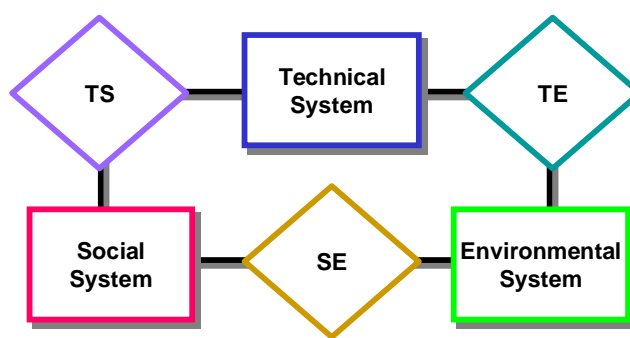 TS
Technical
System
TE
Social
System
SE
Environmental
System